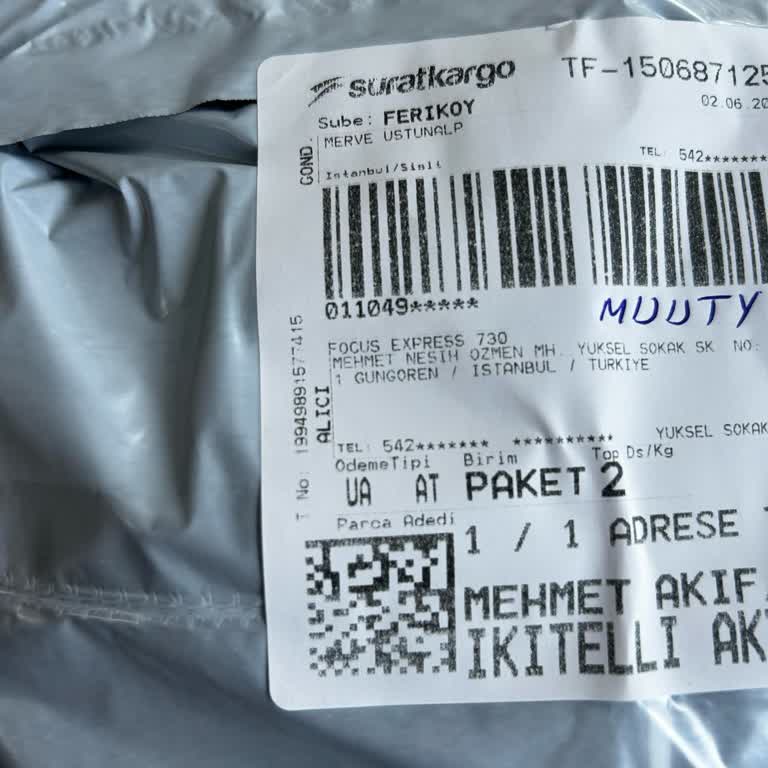 suratkargo TF-150687125
02.06.20
Sube: FERIKOY
GOND.
MERVE USTUNALP
TEL: 542*******
Istanbul/Sisli
011049*****
MUUTY
FOCUS EXPRESS 730
MEHMET NESIH OZMEN MH. YUKSEL SOKAK SK NO:
1 GUNGOREN / ISTANBUL / TURKIYE
ALICI
T No: 19949891577415
TEL: 542******* **********
YUKSEL SOKAK
OdemeTipi Birim Top Ds/Kg
UA AT PAKET 2
Parca Adedi
1 / 1 ADRESE
MEHMET AKIF
IKITELLI AK